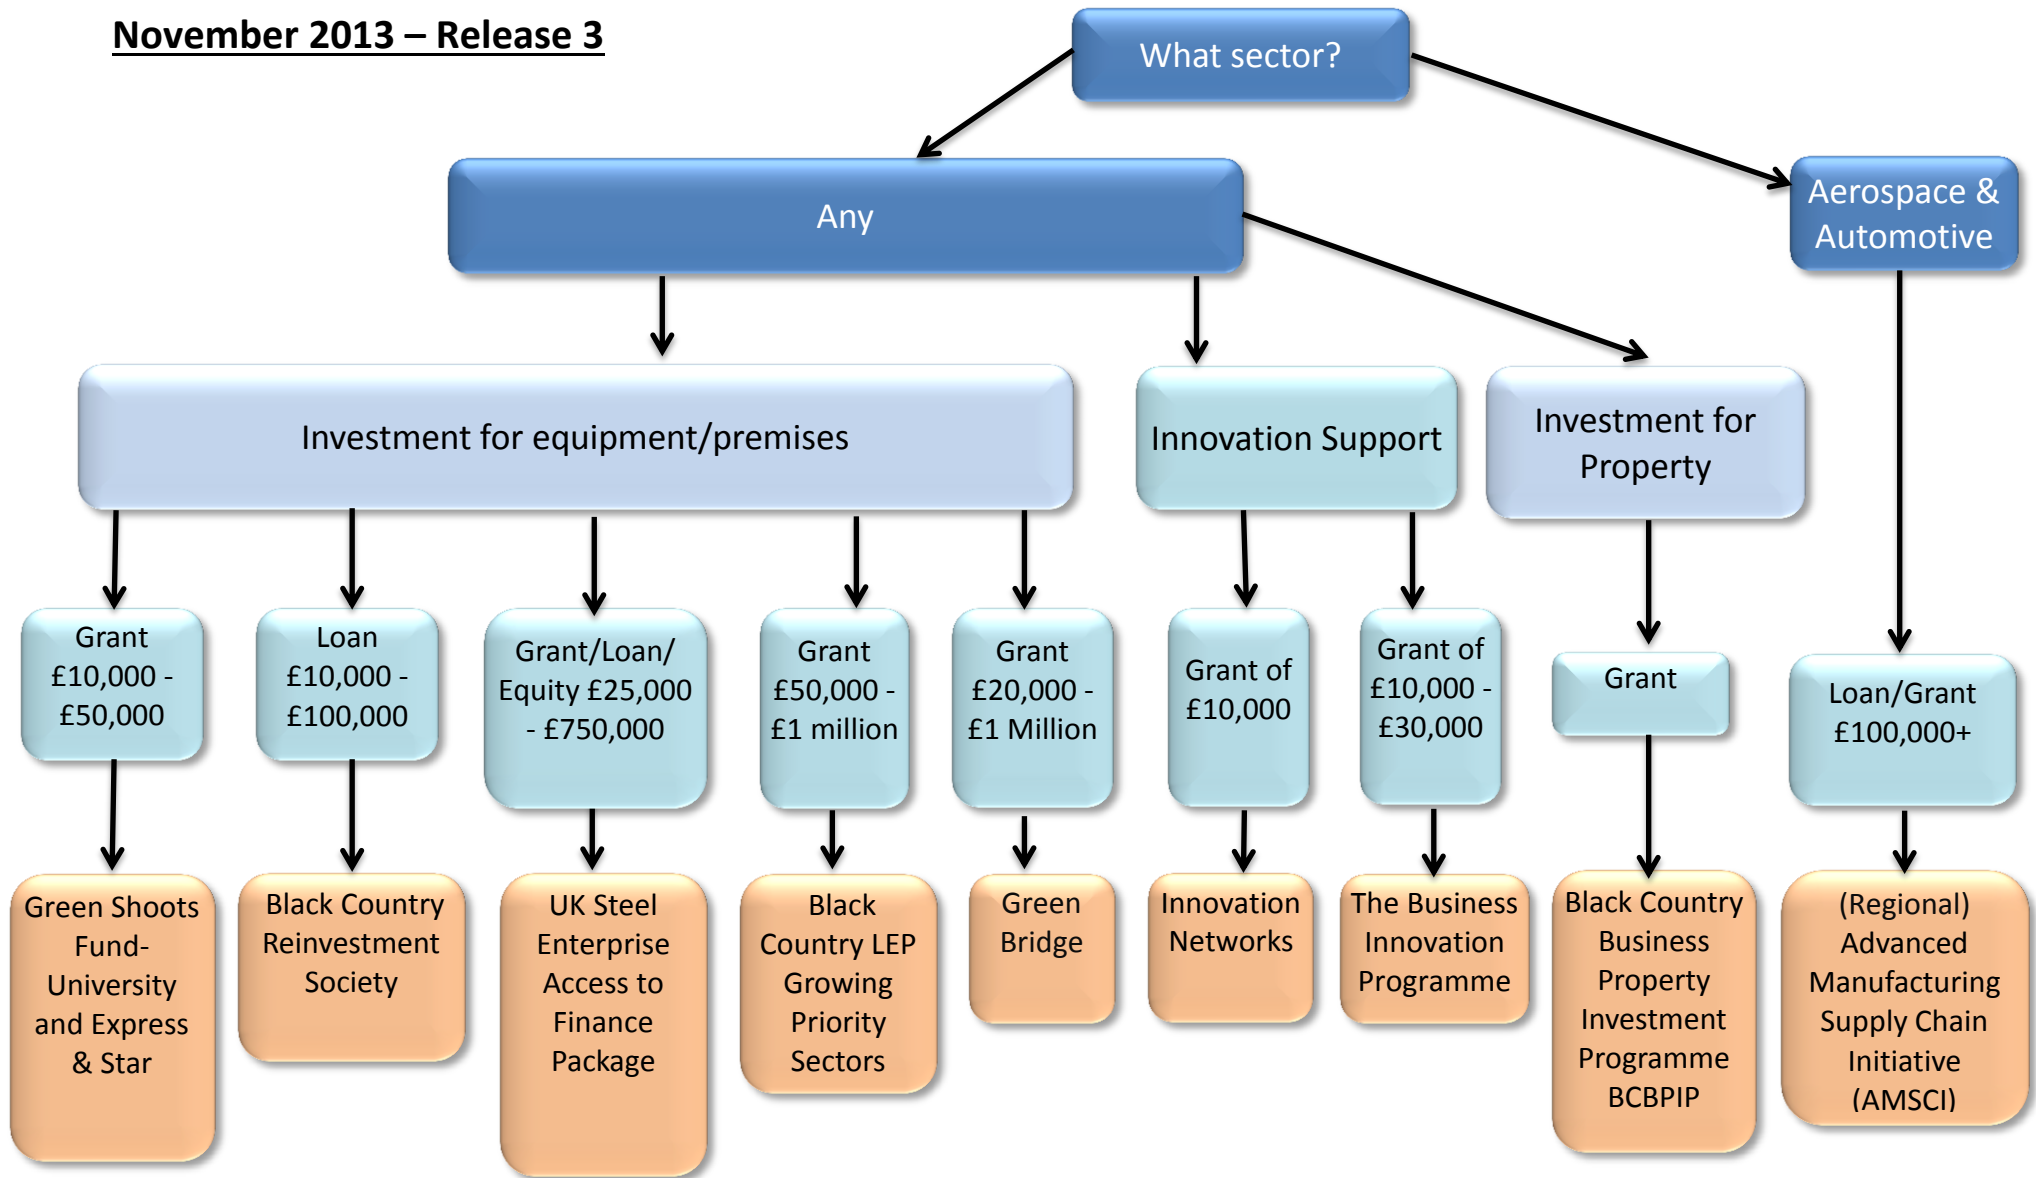 November 2013 – Release 3
What sector?
Any
Aerospace &
Automotive
Investment for equipment/premises
Innovation Support
Investment for
Property
Grant
£10,000 -
£50,000
Loan
£10,000 -
£100,000
Grant/Loan/
Equity £25,000
- £750,000
Grant
£50,000 -
£1 million
Grant
£20,000 -
£1 Million
Grant of
£10,000
Grant of
£10,000 -
£30,000
Grant
Loan/Grant
£100,000+
Green Shoots
Fund-
University
and Express
& Star
Black Country
Reinvestment
Society
UK Steel
Enterprise
Access to
Finance
Package
Black
Country LEP
Growing
Priority
Sectors
Green
Bridge
Innovation
Networks
The Business
Innovation
Programme
Black Country
Business
Property
Investment
Programme
BCBPIP
(Regional)
Advanced
Manufacturing
Supply Chain
Initiative
(AMSCI)